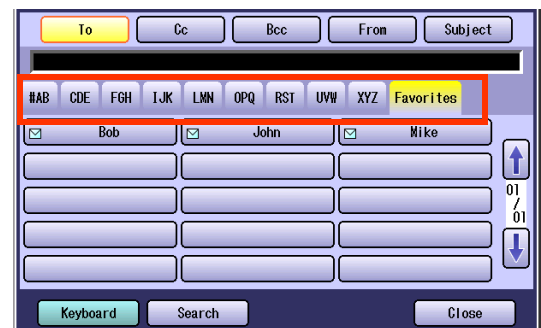 To Cc Bcc From Subject
#AB CDE FGH IJK LMN OPQ RST UVW XYZ Favorites
Bob John Mike
01
/
01
Keyboard Search Close